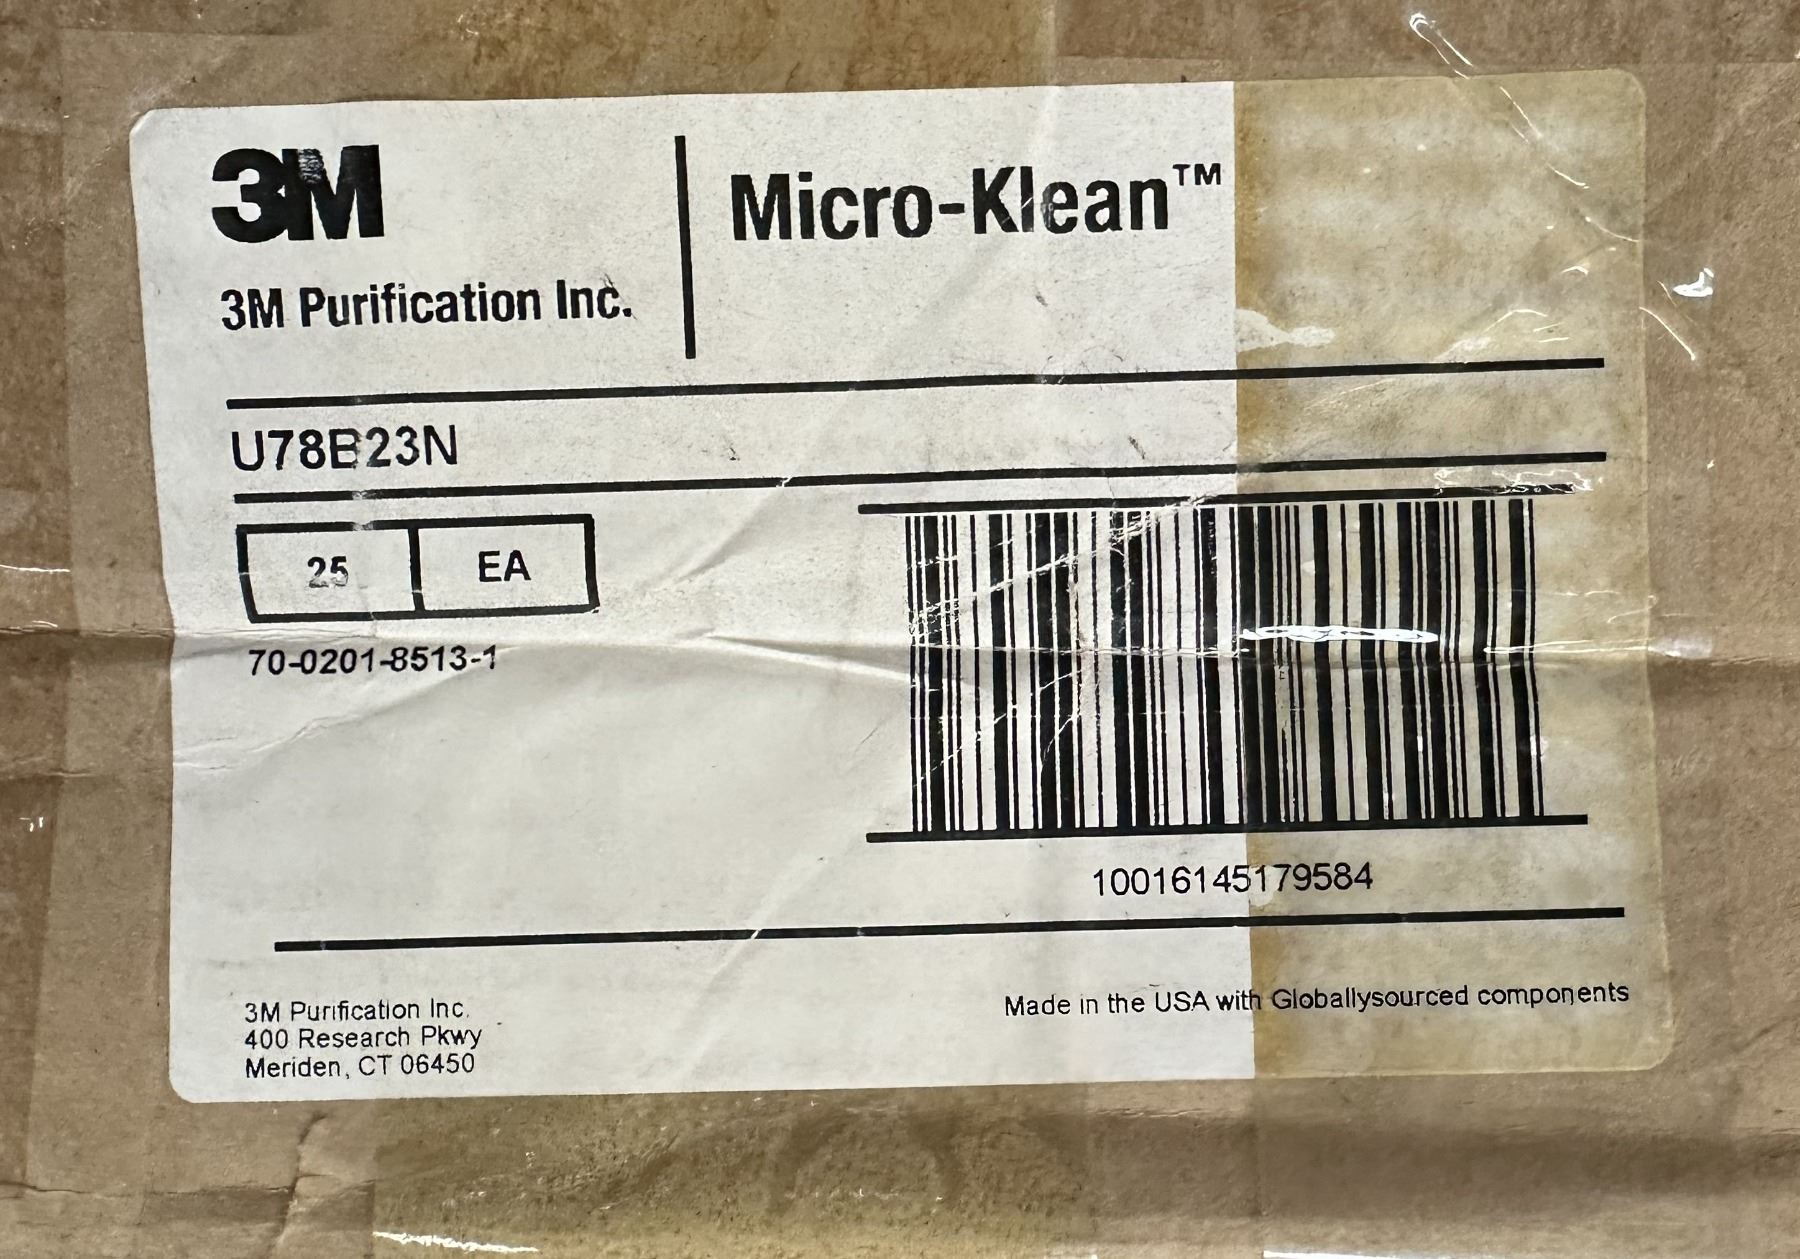 3M
Micro-Klean™
3M Purification Inc.
U78B23N
25 EA
70-0201-8513-1
10016145179584
Made in the USA with Globallysourced components
3M Purification Inc.
400 Research Pkwy
Meriden, CT 06450